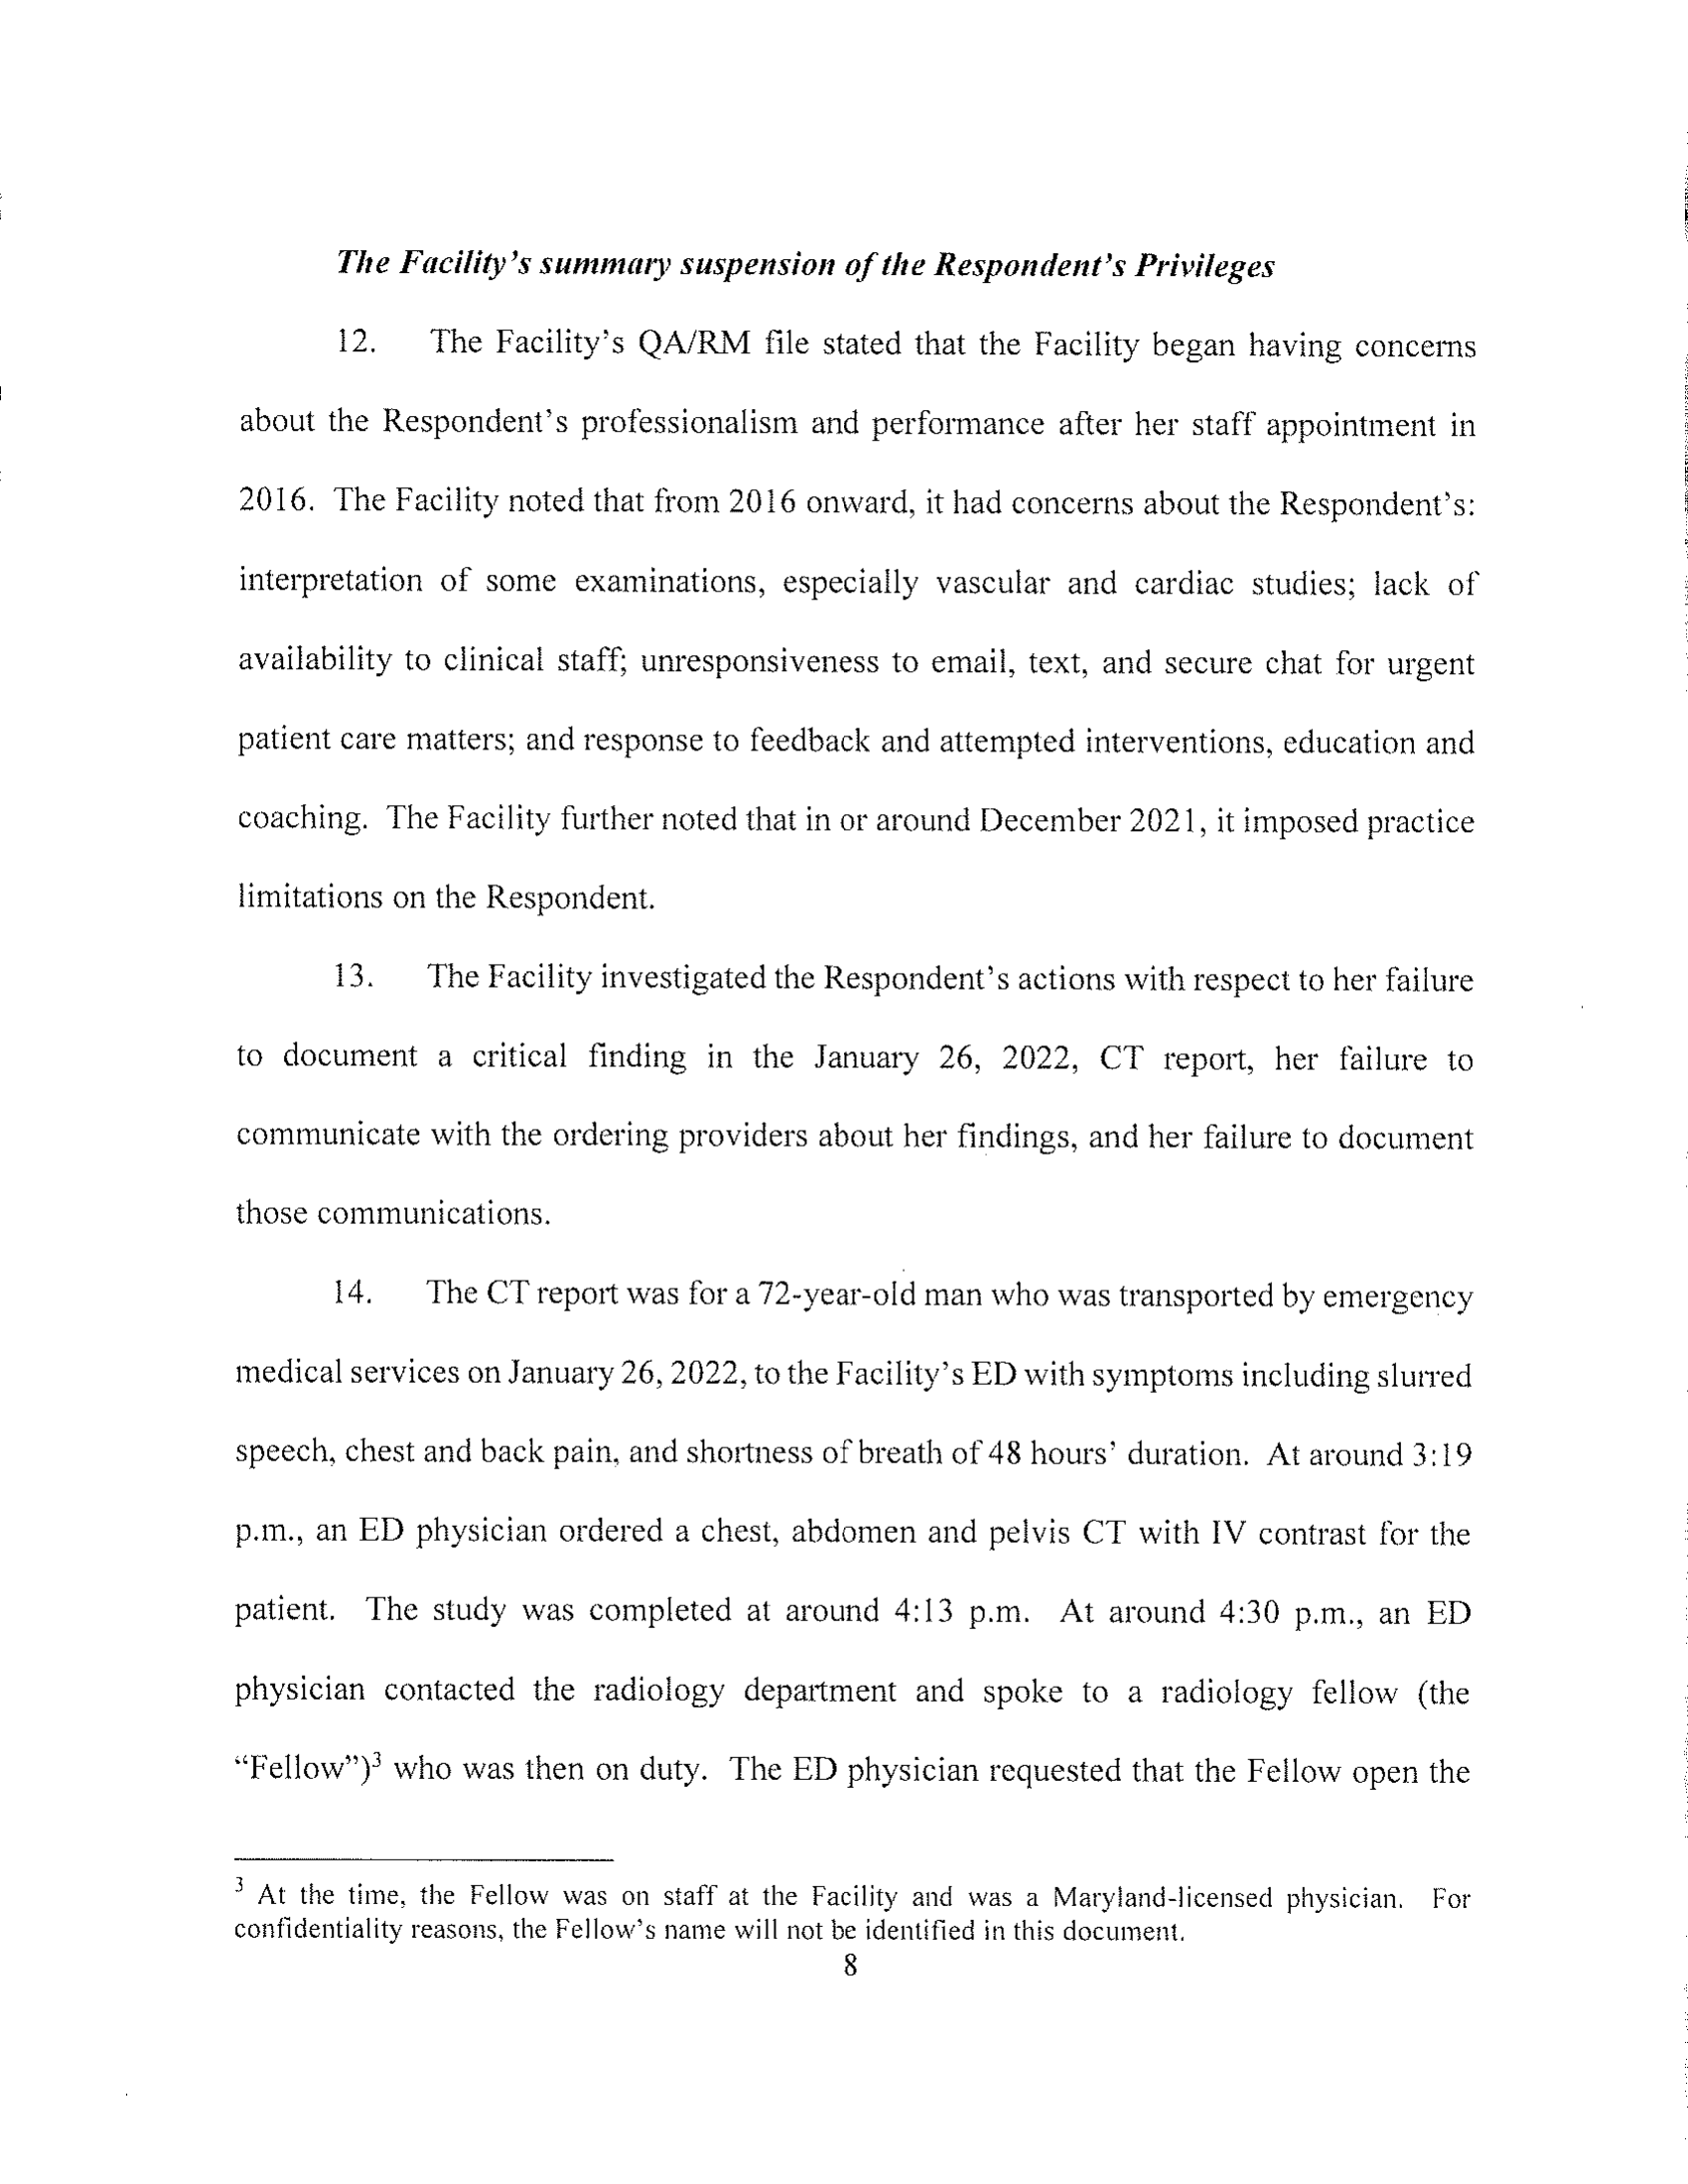 The Facility's summary suspension of the Respondent's Privileges
12. The Facility's QA/RM file stated that the Facility began having concerns
about the Respondent's professionalism and performance after her staff appointment in
2016. The Facility noted that from 2016 onward, it had concerns about the Respondent's:
interpretation of some examinations, especially vascular and cardiac studies; lack of
availability to clinical staff; unresponsiveness to email, text, and secure chat for urgent
patient care matters; and response to feedback and attempted interventions, education and
coaching. The Facility further noted that in or around December 2021, it imposed practice
limitations on the Respondent.
13. The Facility investigated the Respondent's actions with respect to her failure
to document a critical finding in the January 26, 2022, CT report, her failure to
communicate with the ordering providers about her findings, and her failure to document
those communications.
14. The CT report was for a 72-year-old man who was transported by emergency
medical services on January 26, 2022, to the Facility's ED with symptoms including slurred
speech, chest and back pain, and shortness of breath of 48 hours' duration. At around 3:19
p.m., an ED physician ordered a chest, abdomen and pelvis CT with IV contrast for the
patient. The study was completed at around 4:13 p.m. At around 4:30 p.m., an ED
physician contacted the radiology department and spoke to a radiology fellow (the
“Fellow”)³ who was then on duty. The ED physician requested that the Fellow open the
³ At the time, the Fellow was on staff at the Facility and was a Maryland-licensed physician. For
confidentiality reasons, the Fellow's name will not be identified in this document.
8